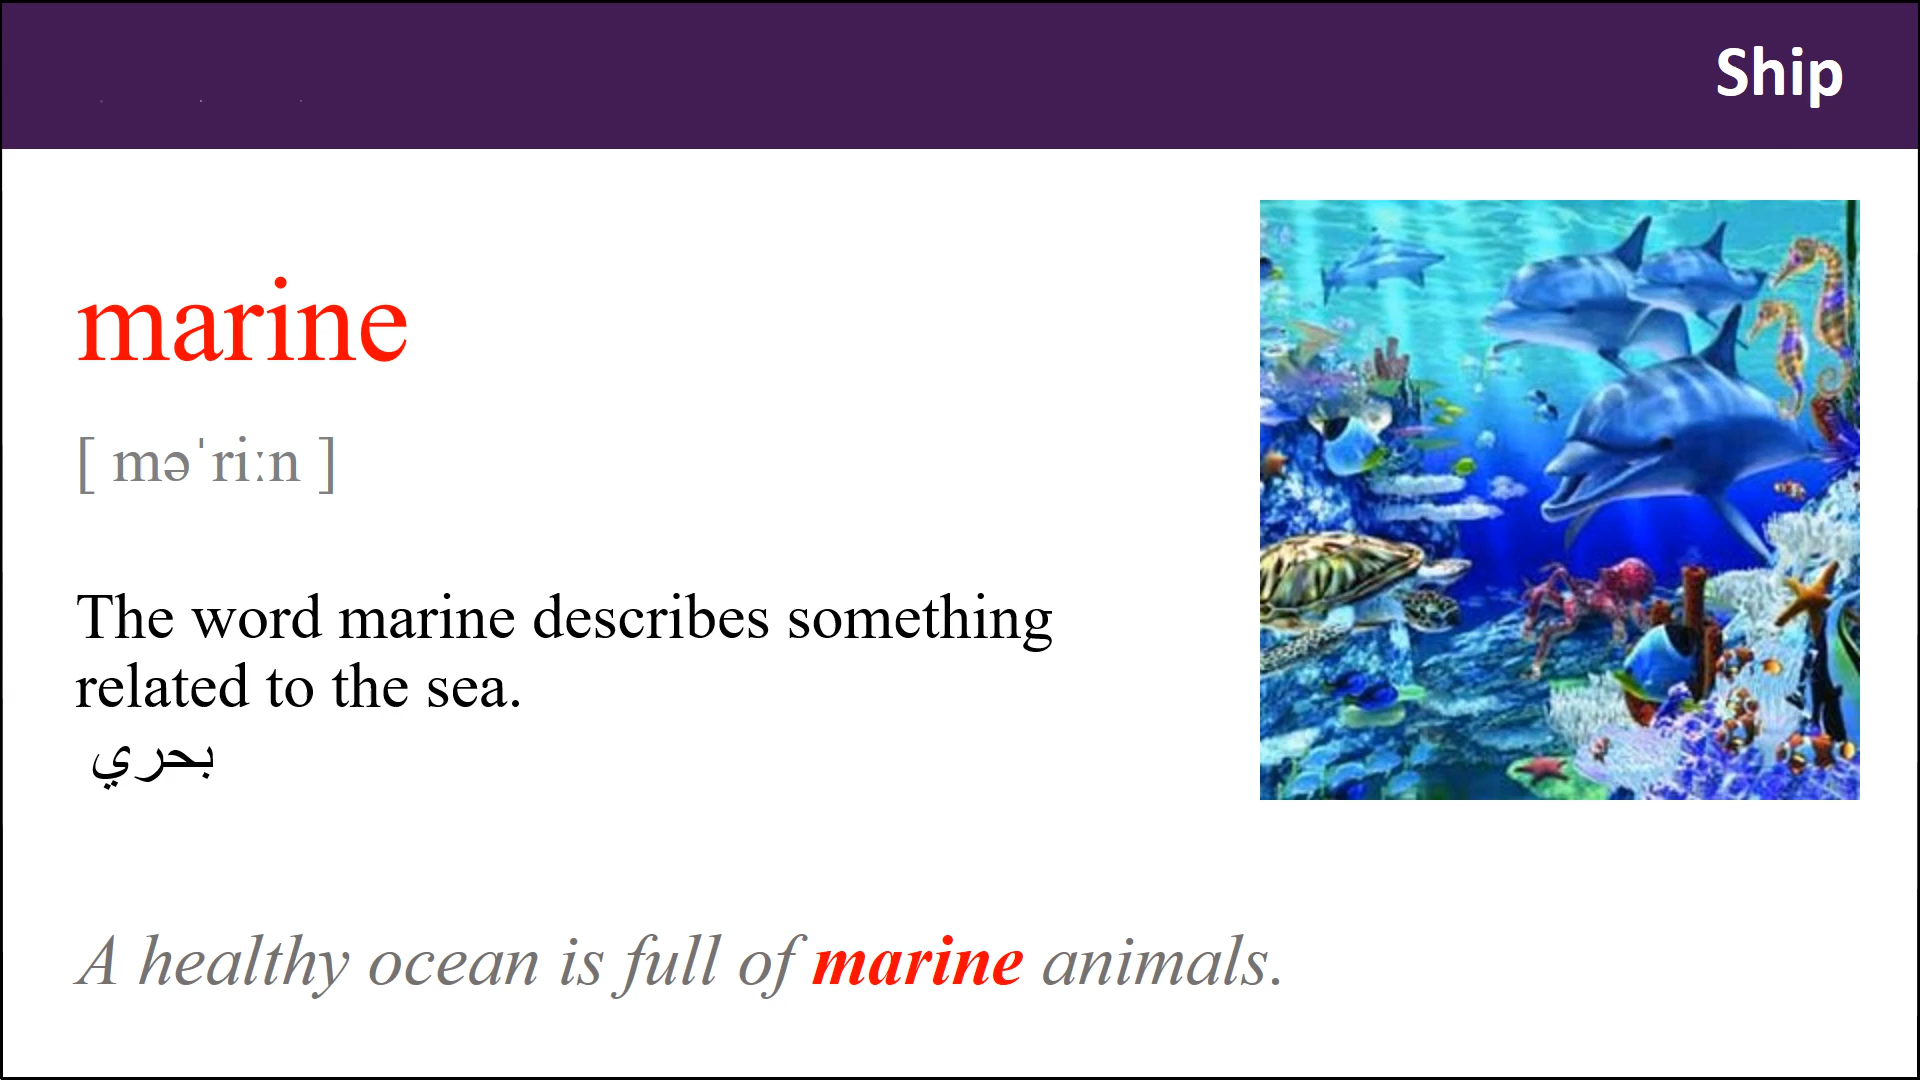 Ship
marine
[ məˈriːn ]
The word marine describes something
related to the sea.
بحري
A healthy ocean is full of marine animals.